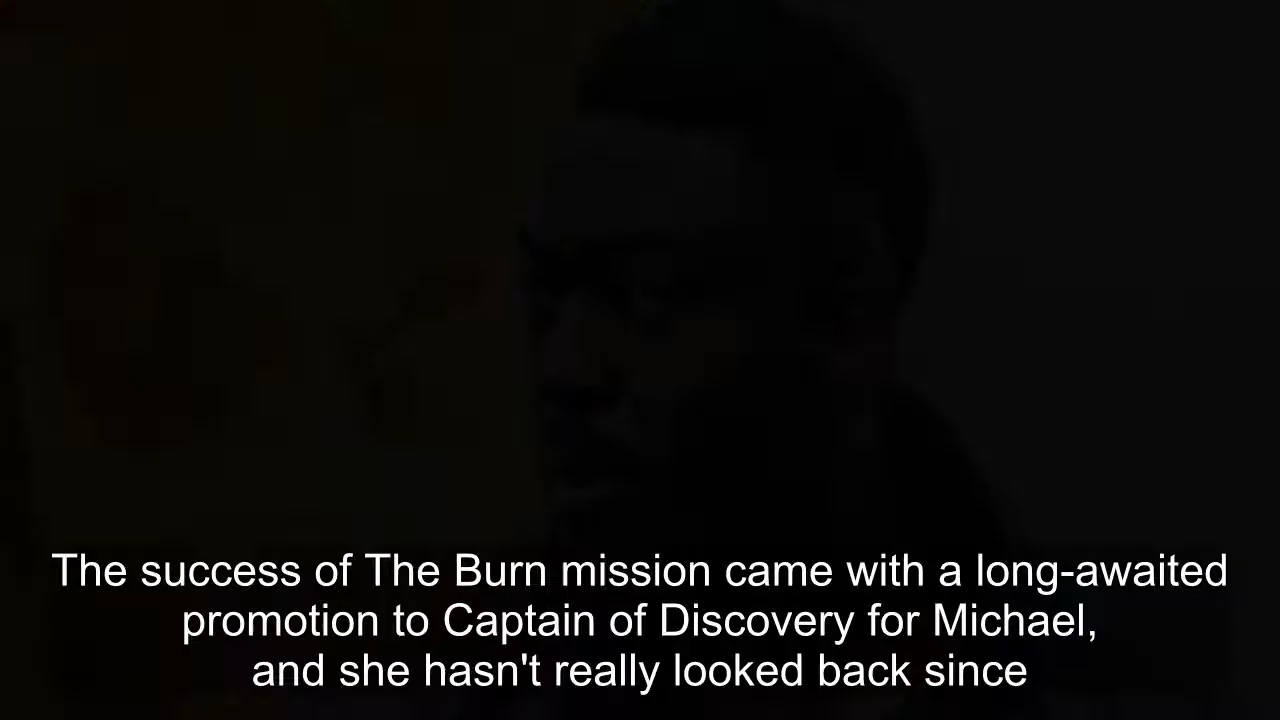 The success of The Burn mission came with a long-awaited
promotion to Captain of Discovery for Michael,
and she hasn't really looked back since